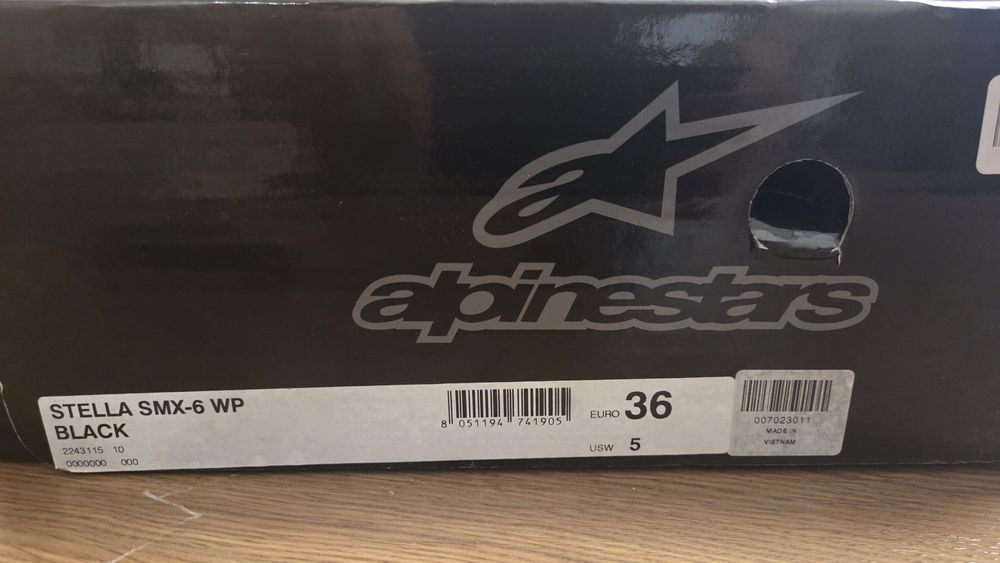 alpinestars
STELLA SMX-6 WP
BLACK
2243115 10
0000000 000
8 051194 741905
EURO 36
USW 5
007023011
MADE IN
VIETNAM